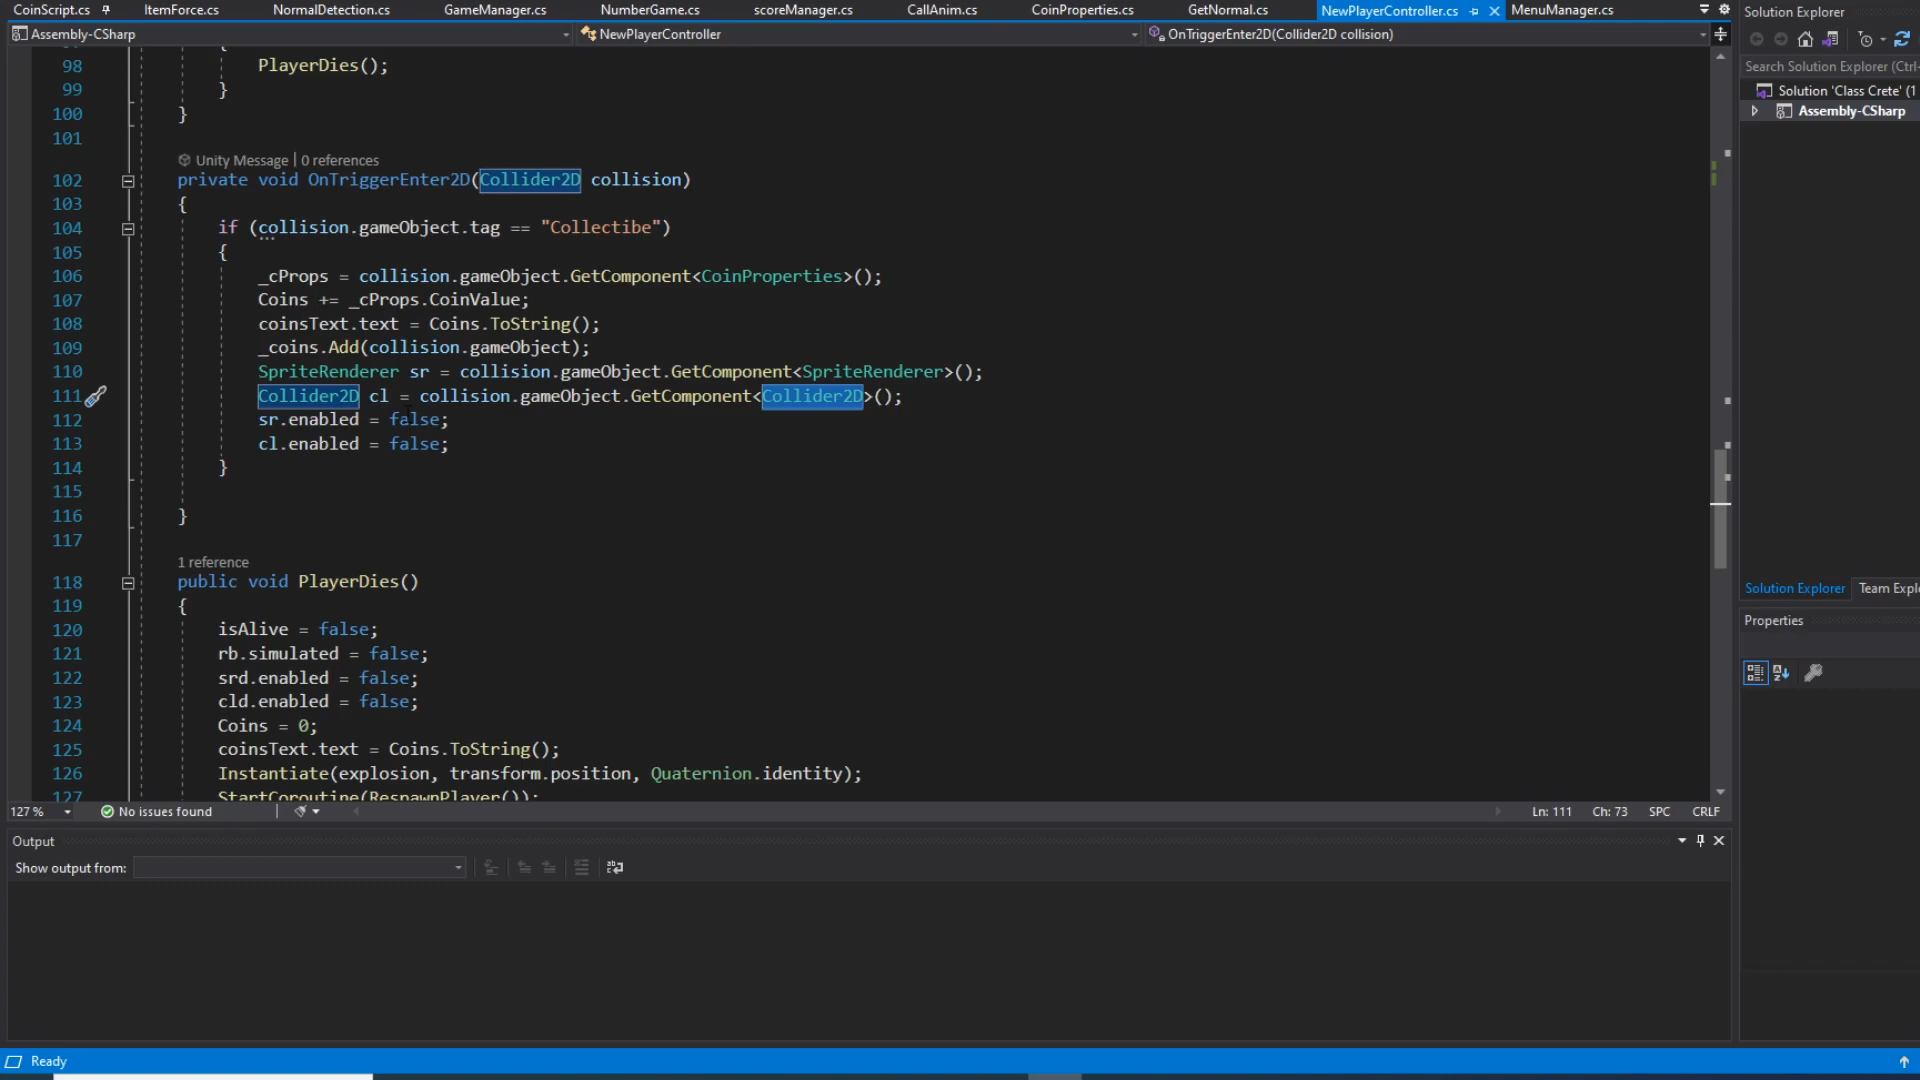 CoinScript.cs ItemForce.cs NormalDetection.cs GameManager.cs NumberGame.cs scoreManager.cs CallAnim.cs CoinProperties.cs GetNormal.cs NewPlayerController.cs MenuManager.cs
Assembly-CSharp NewPlayerController OnTriggerEnter2D(Collider2D collision)
{
98 PlayerDies();
99 }
100 }
101
Unity Message | 0 references
102 private void OnTriggerEnter2D(Collider2D collision)
103 {
104 if (collision.gameObject.tag == "Collectibe")
105 {
106 _cProps = collision.gameObject.GetComponent<CoinProperties>();
107 Coins += _cProps.CoinValue;
108 coinsText.text = Coins.ToString();
109 _coins.Add(collision.gameObject);
110 SpriteRenderer sr = collision.gameObject.GetComponent<SpriteRenderer>();
111 Collider2D cl = collision.gameObject.GetComponent<Collider2D>();
112 sr.enabled = false;
113 cl.enabled = false;
114 }
115
116 }
117
1 reference
118 public void PlayerDies()
119 {
120 isAlive = false;
121 rb.simulated = false;
122 srd.enabled = false;
123 cld.enabled = false;
124 Coins = 0;
125 coinsText.text = Coins.ToString();
126 Instantiate(explosion, transform.position, Quaternion.identity);
127 StartCoroutine(RespawnPlayer());
127 % No issues found Ln: 111 Ch: 73 SPC CRLF
Output
Show output from:
Ready
Solution Explorer
Search Solution Explorer (Ctrl-
Solution 'Class Crete' (1
Assembly-CSharp
Solution Explorer Team Explo
Properties